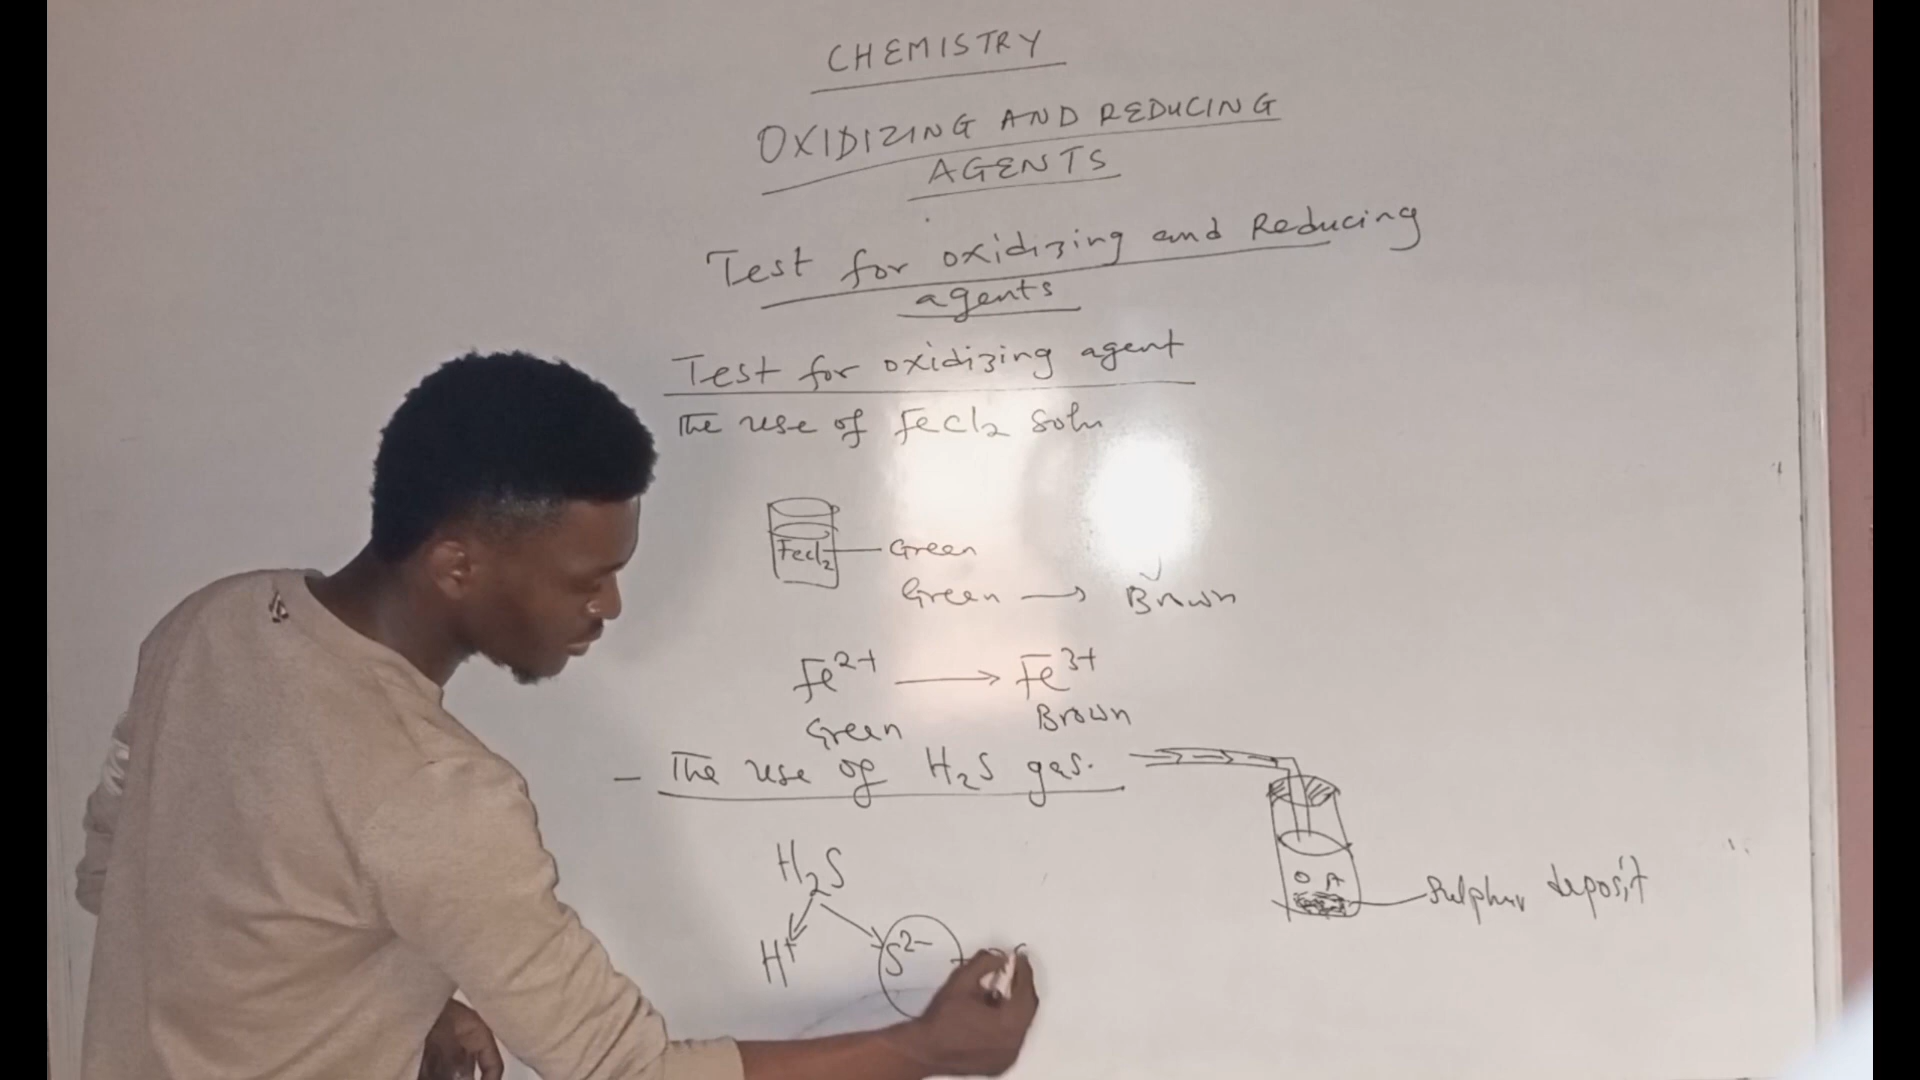 CHEMISTRY
OXIDIZING AND REDUCING
AGENTS
Test for oxidizing and Reducing
agents
Test for oxidizing agent
The use of FeCl2 Soln
FeCl2 Green
Green → Brown
Fe²⁺ → Fe³⁺
Green Brown
– The use of H2S gas.
H2S
O A
Sulphur deposit
H⁺ S²⁻